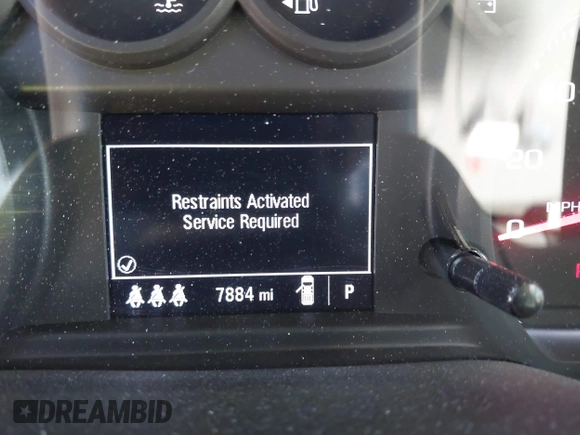 20
MPH
0
Restraints Activated
Service Required
7884 mi
P
DREAMBID